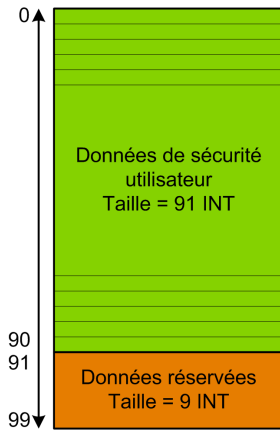 0
Données de sécurité
utilisateur
Taille = 91 INT
90
91
Données réservées
Taille = 9 INT
99